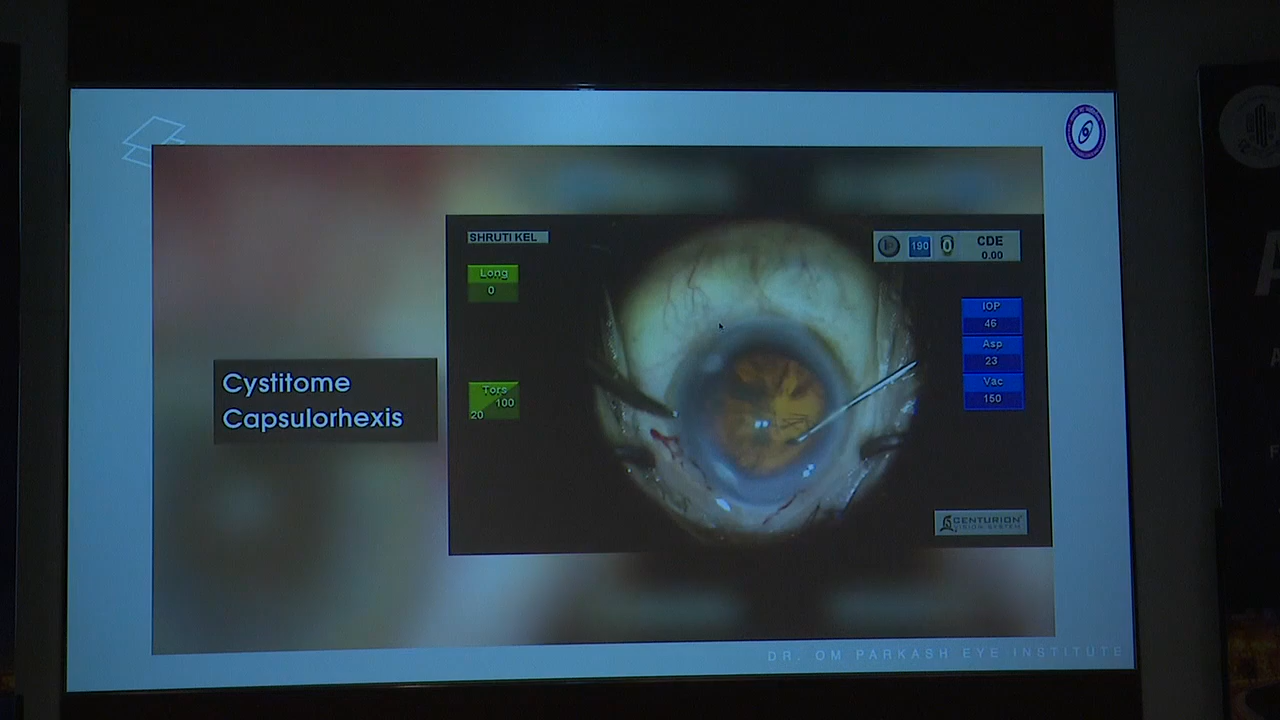 SHRUTI KEL
Long
0
Tors
100
20
190
0
CDE
0.00
IOP
46
Asp
23
Vac
150
CENTURION
VISION SYSTEM
Cystitome
Capsulorhexis
DR. OM PARKASH EYE INSTITUTE